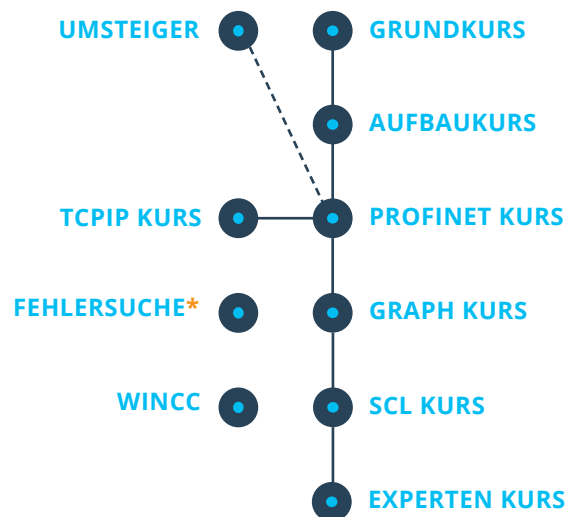 UMSTEIGER
GRUNDKURS
AUFBAUKURS
TCPIP KURS
PROFINET KURS
FEHLERSUCHE*
GRAPH KURS
WINCC
SCL KURS
EXPERTEN KURS